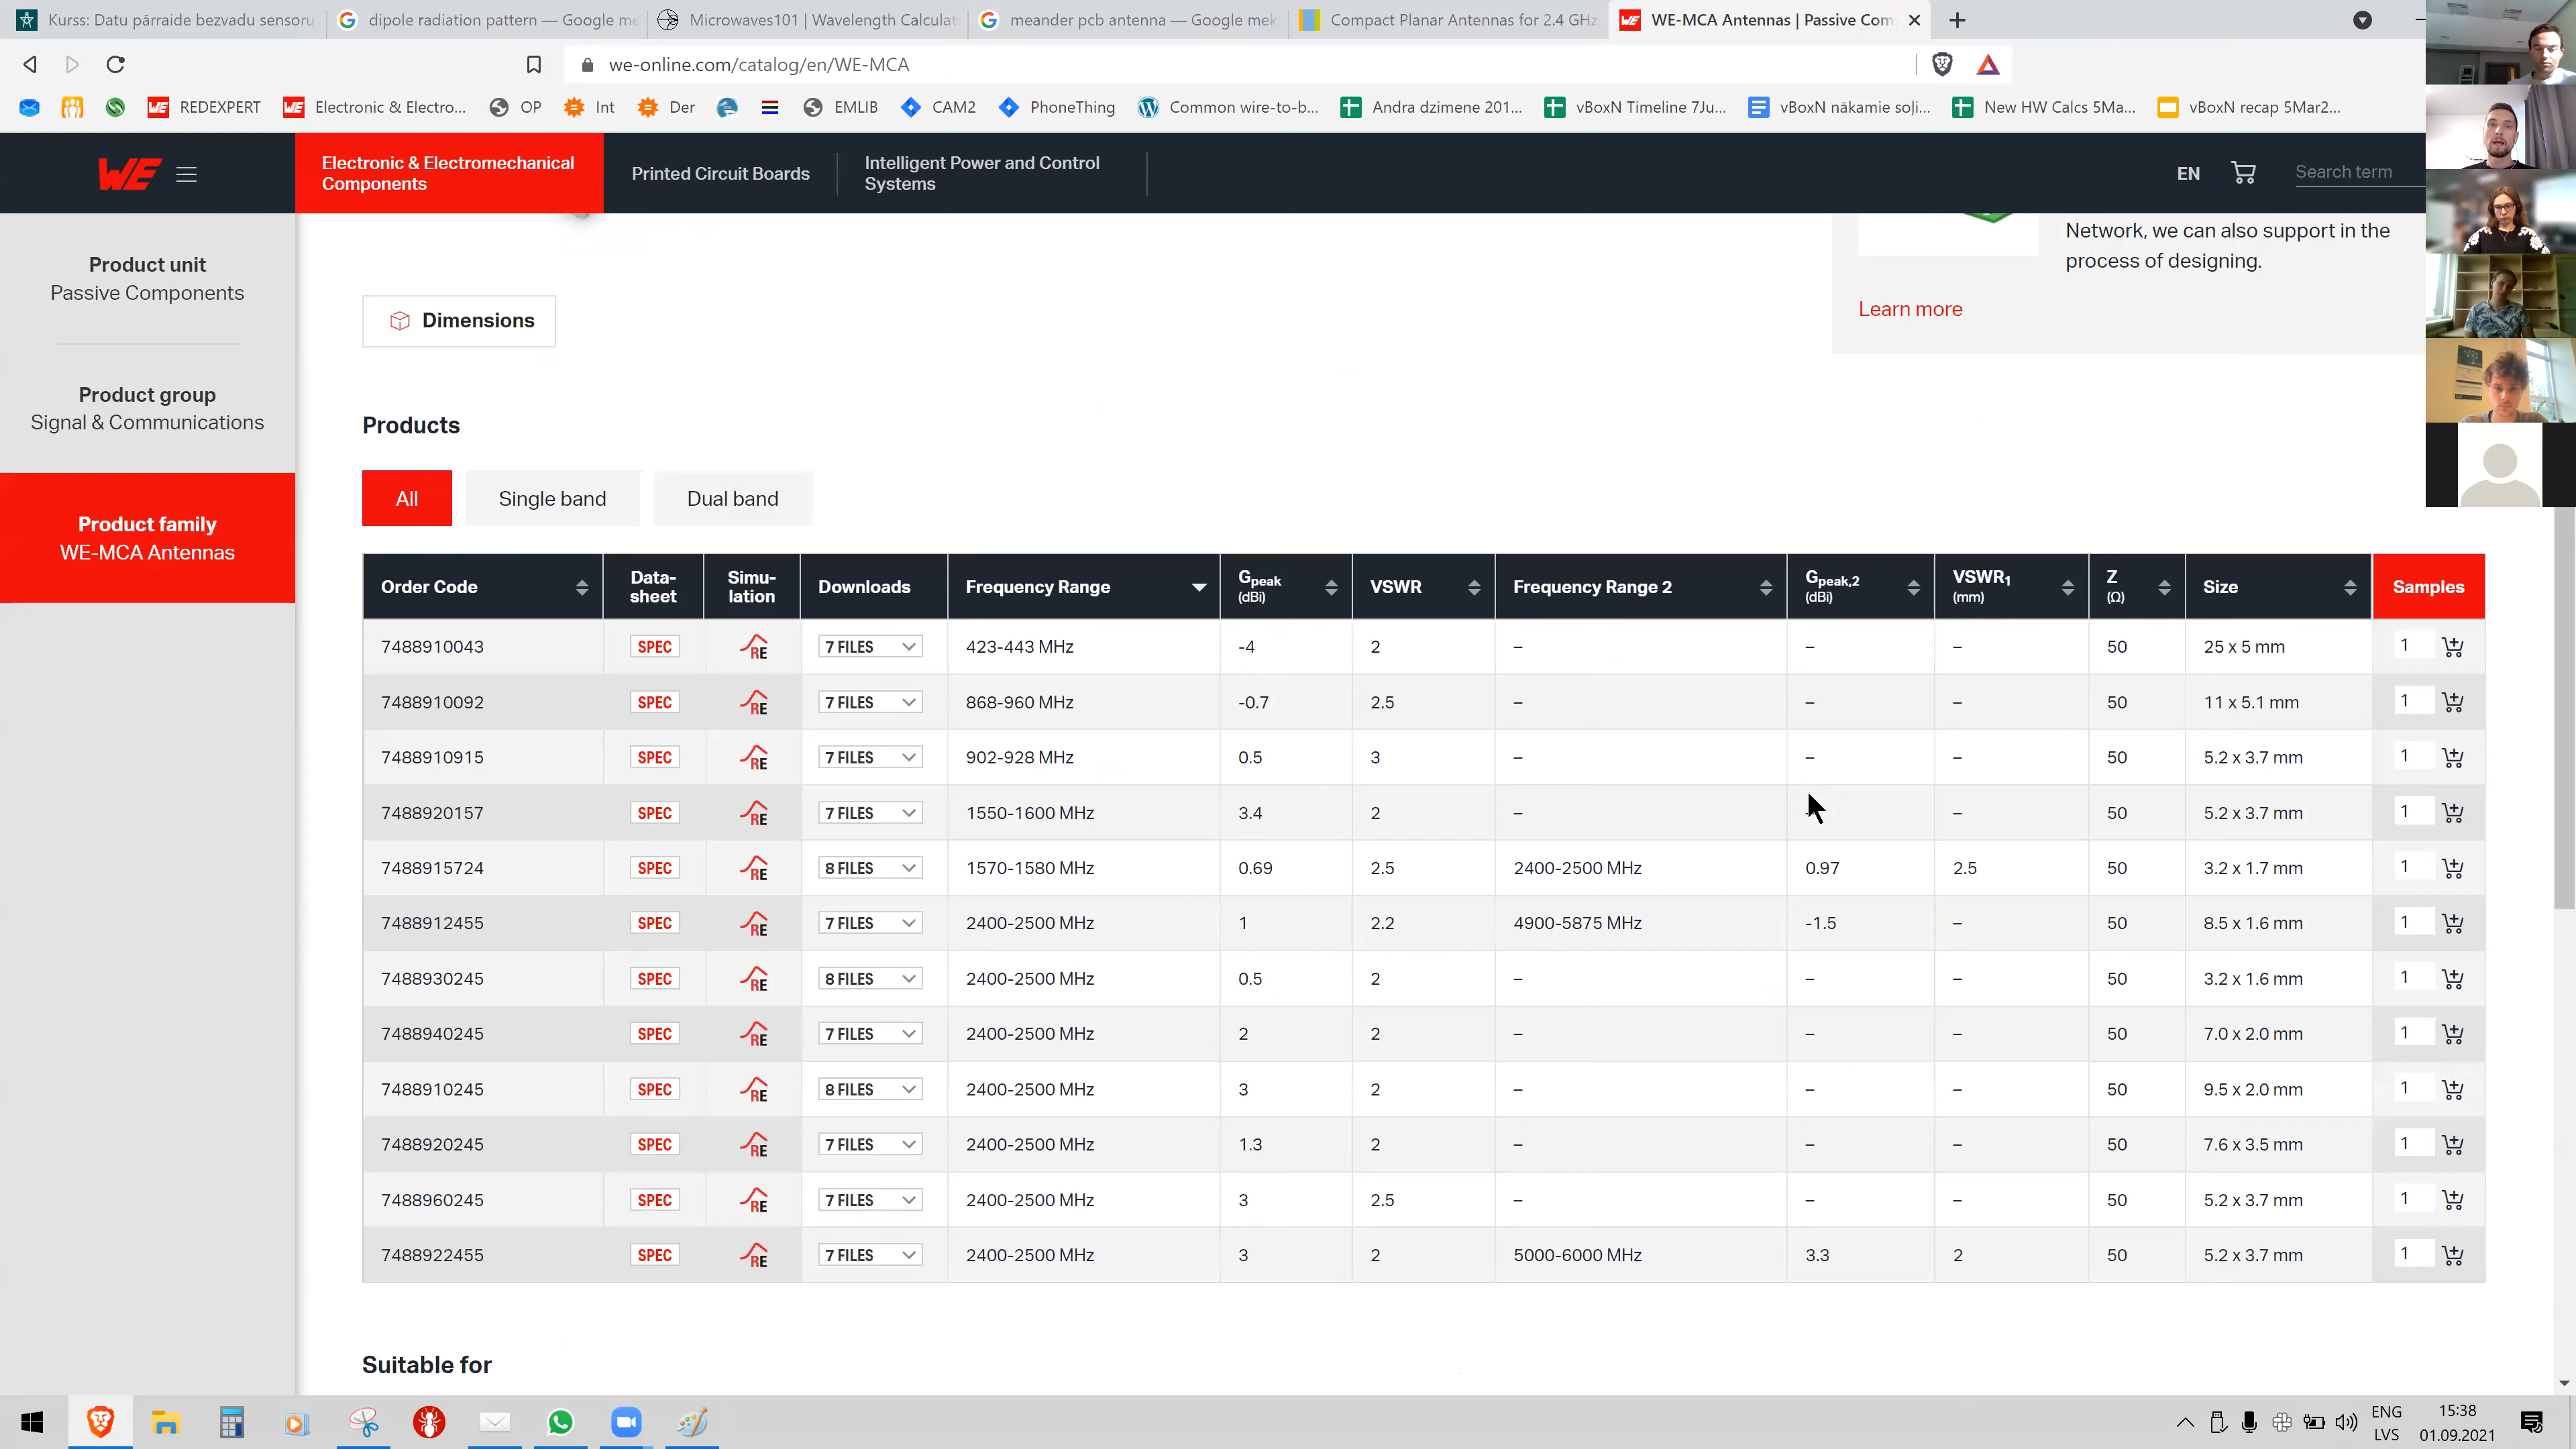 Kurss: Datu pārraide bezvadu sensoru
dipole radiation pattern — Google me
Microwaves101 | Wavelength Calculat
meander pcb antenna — Google mek
Compact Planar Antennas for 2.4 GHz
WE-MCA Antennas | Passive Com
we-online.com/catalog/en/WE-MCA
REDEXPERT
Electronic & Electro...
OP
Int
Der
EMLIB
CAM2
PhoneThing
Common wire-to-b...
Andra dzimene 201...
vBoxN Timeline 7Ju...
vBoxN nākamie soļi...
New HW Calcs 5Ma...
vBoxN recap 5Mar2...
WE
Electronic & Electromechanical
Components
Printed Circuit Boards
Intelligent Power and Control
Systems
EN
Search term
Product unit
Passive Components
Product group
Signal & Communications
Product family
WE-MCA Antennas
Network, we can also support in the
process of designing.
Learn more
Dimensions
Products
All Single band Dual band
Order Code Data-sheet Simu-lation Downloads Frequency Range Gpeak (dBi) VSWR Frequency Range 2 Gpeak,2 (dBi) VSWR1 (mm) Z (Ω) Size Samples
7488910043 SPEC RE 7 FILES 423-443 MHz -4 2 – – – 50 25 x 5 mm 1
7488910092 SPEC RE 7 FILES 868-960 MHz -0.7 2.5 – – – 50 11 x 5.1 mm 1
7488910915 SPEC RE 7 FILES 902-928 MHz 0.5 3 – – – 50 5.2 x 3.7 mm 1
7488920157 SPEC RE 7 FILES 1550-1600 MHz 3.4 2 – – – 50 5.2 x 3.7 mm 1
7488915724 SPEC RE 8 FILES 1570-1580 MHz 0.69 2.5 2400-2500 MHz 0.97 2.5 50 3.2 x 1.7 mm 1
7488912455 SPEC RE 7 FILES 2400-2500 MHz 1 2.2 4900-5875 MHz -1.5 – 50 8.5 x 1.6 mm 1
7488930245 SPEC RE 8 FILES 2400-2500 MHz 0.5 2 – – – 50 3.2 x 1.6 mm 1
7488940245 SPEC RE 7 FILES 2400-2500 MHz 2 2 – – – 50 7.0 x 2.0 mm 1
7488910245 SPEC RE 8 FILES 2400-2500 MHz 3 2 – – – 50 9.5 x 2.0 mm 1
7488920245 SPEC RE 7 FILES 2400-2500 MHz 1.3 2 – – – 50 7.6 x 3.5 mm 1
7488960245 SPEC RE 7 FILES 2400-2500 MHz 3 2.5 – – – 50 5.2 x 3.7 mm 1
7488922455 SPEC RE 7 FILES 2400-2500 MHz 3 2 5000-6000 MHz 3.3 2 50 5.2 x 3.7 mm 1
Suitable for
ENG
LVS
15:38
01.09.2021